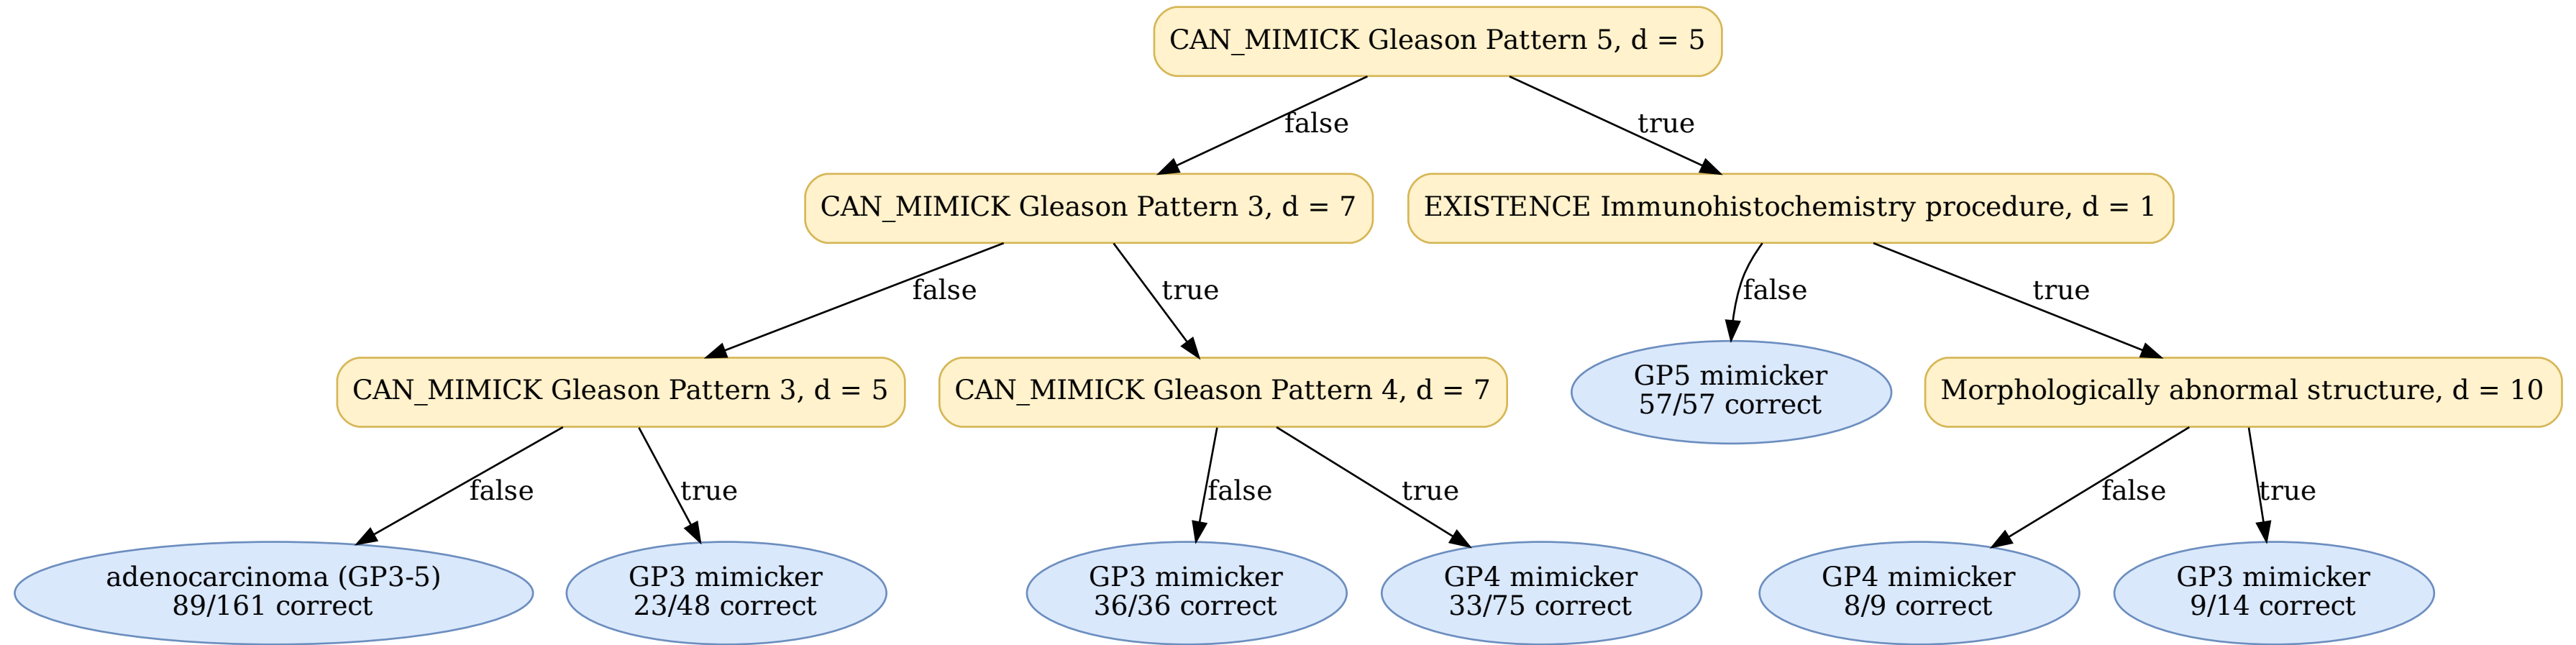 CAN_MIMICK Gleason Pattern 5, d = 5
false
true
CAN_MIMICK Gleason Pattern 3, d = 7
EXISTENCE Immunohistochemistry procedure, d = 1
false
true
false
true
CAN_MIMICK Gleason Pattern 3, d = 5
CAN_MIMICK Gleason Pattern 4, d = 7
GP5 mimicker
57/57 correct
Morphologically abnormal structure, d = 10
false
true
false
true
false
true
adenocarcinoma (GP3-5)
89/161 correct
GP3 mimicker
23/48 correct
GP3 mimicker
36/36 correct
GP4 mimicker
33/75 correct
GP4 mimicker
8/9 correct
GP3 mimicker
9/14 correct